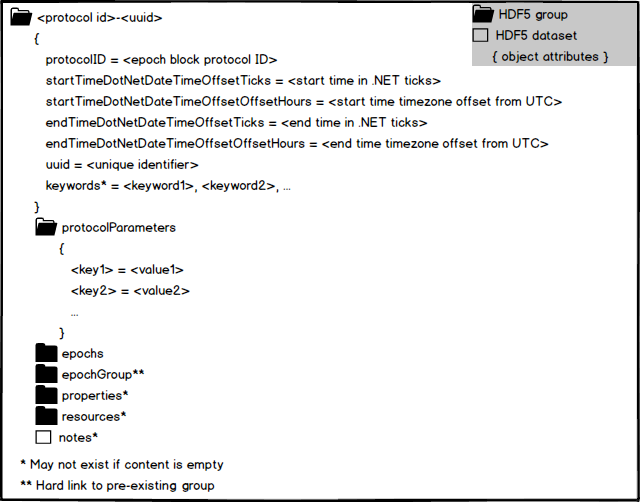 <protocol id>-<uuid>
HDF5 group
HDF5 dataset
{ object attributes }
{
protocolID = <epoch block protocol ID>
startTimeDotNetDateTimeOffsetTicks = <start time in .NET ticks>
startTimeDotNetDateTimeOffsetOffsetHours = <start time timezone offset from UTC>
endTimeDotNetDateTimeOffsetTicks = <end time in .NET ticks>
endTimeDotNetDateTimeOffsetOffsetHours = <end time timezone offset from UTC>
uuid = <unique identifier>
keywords* = <keyword1>, <keyword2>, ...
}
protocolParameters
{
<key1> = <value1>
<key2> = <value2>
...
}
epochs
epochGroup**
properties*
resources*
notes*
* May not exist if content is empty
** Hard link to pre-existing group